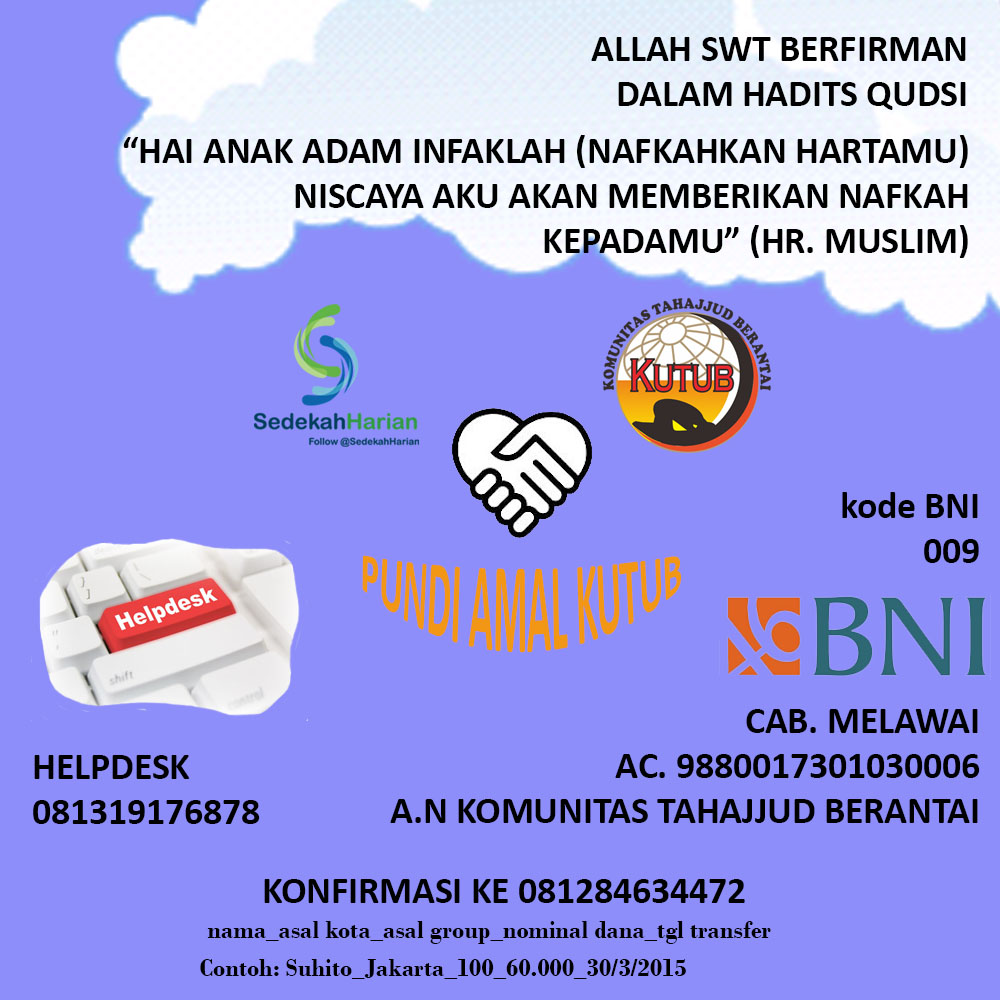 ALLAH SWT BERFIRMAN
DALAM HADITS QUDSI
“HAI ANAK ADAM INFAKLAH (NAFKAHKAN HARTAMU)
NISCAYA AKU AKAN MEMBERIKAN NAFKAH
KEPADAMU” (HR. MUSLIM)
SedekahHarian
Follow @SedekahHarian
KOMUNITAS TAHAJJUD BERANTAI
KUTUB
PUNDI AMAL KUTUB
kode BNI
009
BNI
Helpdesk
shift
control
CAB. MELAWAI
AC. 9880017301030006
A.N KOMUNITAS TAHAJJUD BERANTAI
HELPDESK
081319176878
KONFIRMASI KE 081284634472
nama_asal kota_asal group_nominal dana_tgl transfer
Contoh: Suhito_Jakarta_100_60.000_30/3/2015